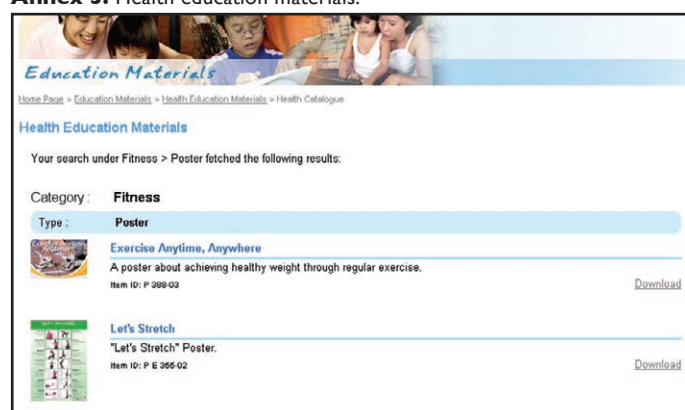 Annex 5. Health education materials.
Education Materials
Home Page > Education Materials > Health Education Materials > Health Catalogue
Health Education Materials
Your search under Fitness > Poster fetched the following results:
Category : Fitness
Type : Poster
Exercise Anytime, Anywhere
A poster about achieving healthy weight through regular exercise.
Item ID: P 388-03
Download
Let's Stretch
"Let's Stretch" Poster.
Item ID: P E 355-02
Download